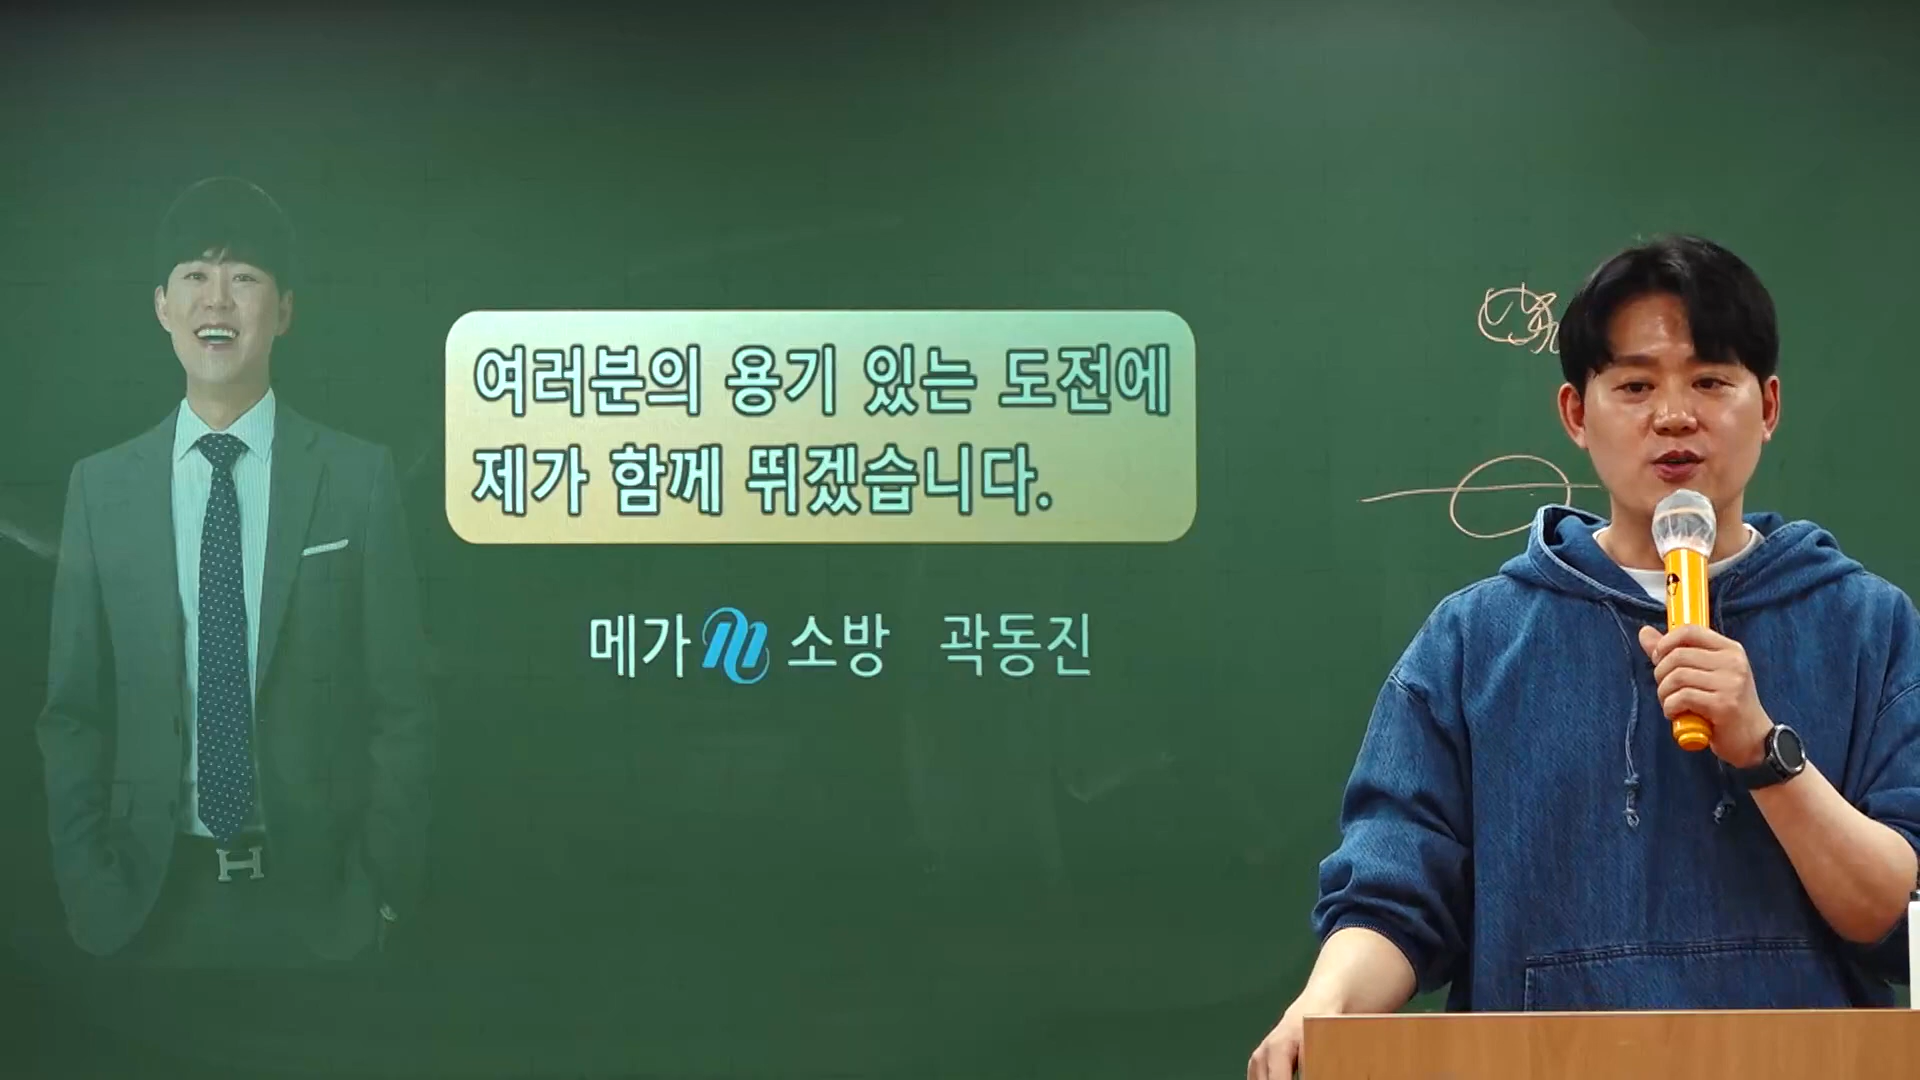 여러분의 용기 있는 도전에
제가 함께 뛰겠습니다.
메가 소방 곽동진